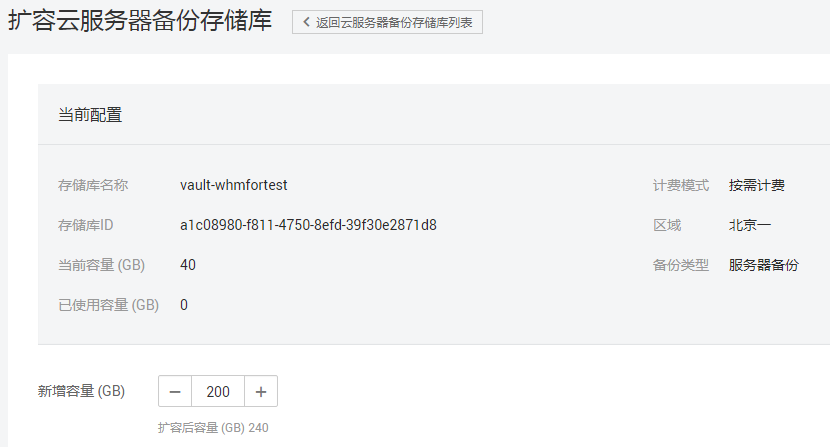 扩容云服务器备份存储库
返回云服务器备份存储库列表
当前配置
存储库名称 vault-whmfortest 计费模式 按需计费
存储库ID a1c08980-f811-4750-8efd-39f30e2871d8 区域 北京一
当前容量 (GB) 40 备份类型 服务器备份
已使用容量 (GB) 0
新增容量 (GB) 200
扩容后容量 (GB) 240